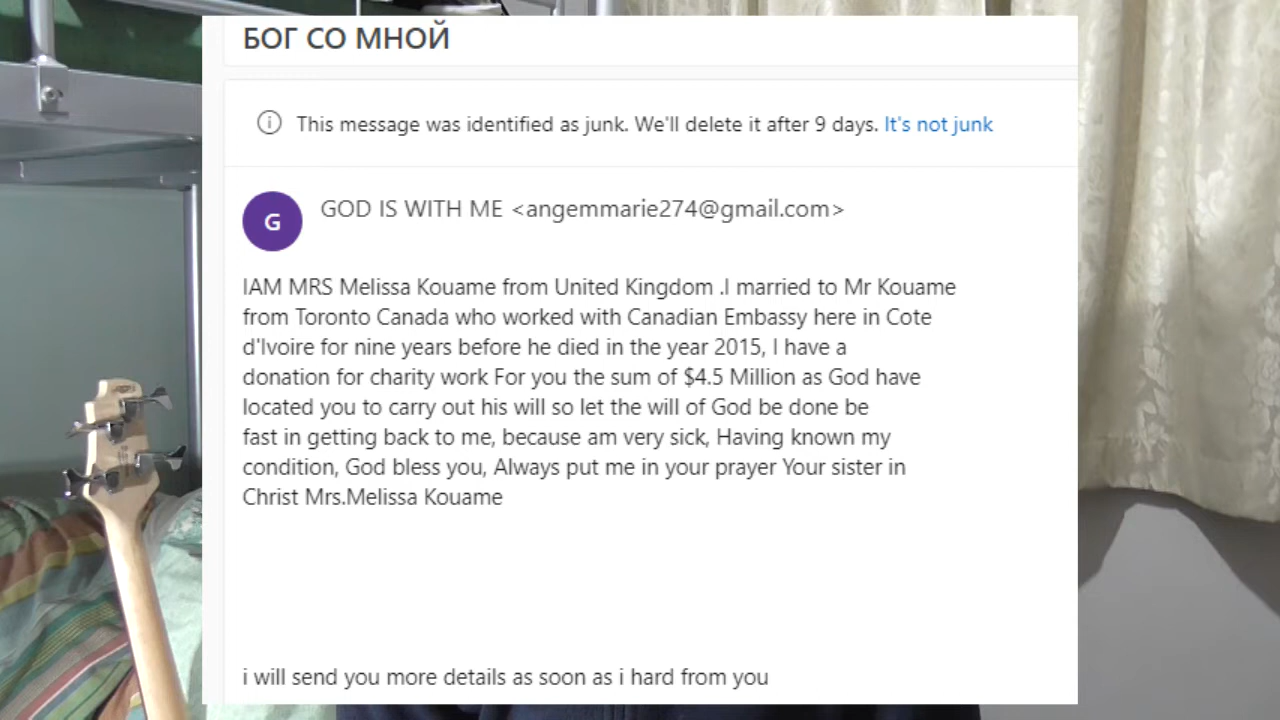 БОГ СО МНОЙ
This message was identified as junk. We'll delete it after 9 days. It's not junk
G
GOD IS WITH ME <angemmarie274@gmail.com>
IAM MRS Melissa Kouame from United Kingdom .I married to Mr Kouame
from Toronto Canada who worked with Canadian Embassy here in Cote
d'Ivoire for nine years before he died in the year 2015, I have a
donation for charity work For you the sum of $4.5 Million as God have
located you to carry out his will so let the will of God be done be
fast in getting back to me, because am very sick, Having known my
condition, God bless you, Always put me in your prayer Your sister in
Christ Mrs.Melissa Kouame
i will send you more details as soon as i hard from you